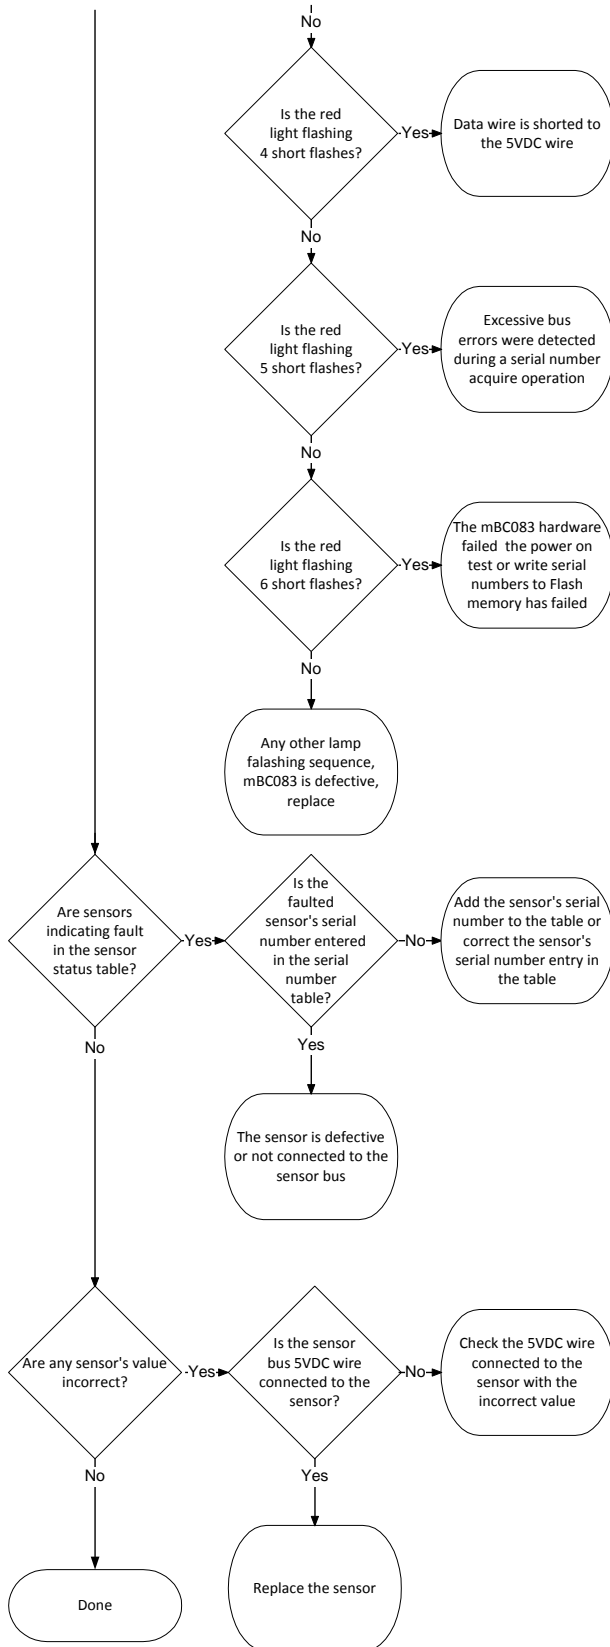 No
Is the red
light flashing
4 short flashes?
Yes
Data wire is shorted to
the 5VDC wire
No
Is the red
light flashing
5 short flashes?
Yes
Excessive bus
errors were detected
during a serial number
acquire operation
No
Is the red
light flashing
6 short flashes?
Yes
The mBC083 hardware
failed  the power on
test or write serial
numbers to Flash
memory has failed
No
Any other lamp
falashing sequence,
mBC083 is defective,
replace
Are sensors
indicating fault
in the sensor
status table?
Yes
Is the
faulted
sensor's serial
number entered
in the serial
number
table?
No
Add the sensor's serial
number to the table or
correct the sensor's
serial number entry in
the table
No
Yes
The sensor is defective
or not connected to the
sensor bus
Are any sensor's value
incorrect?
Yes
Is the sensor
bus 5VDC wire
connected to the
sensor?
No
Check the 5VDC wire
connected to the
sensor with the
incorrect value
No
Yes
Done
Replace the sensor